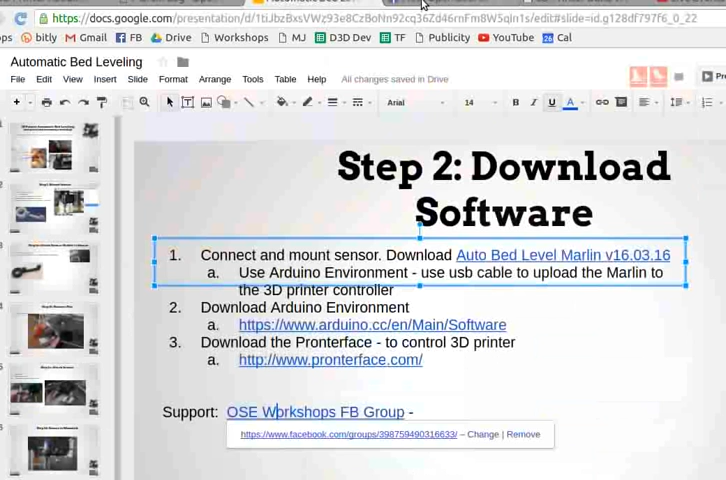 https://docs.google.com/presentation/d/1tiJbzBxsVWz93e8CzBoNn92cq36Zd46rnFm8W5qin1s/edit#slide=id.g128df797f6_0_22
bitly Gmail FB Drive Dropbox MJ D3D Dev TF Publicity YouTube Co
Automatic Bed Leveling
File Edit View Insert Slide Format Arrange Tools Table Help All changes saved in Drive
Arial 14 B I U A
Step 2: Download
Software
1. Connect and mount sensor. Download Auto Bed Level Marlin v16.03.16
a. Use Arduino Environment - use usb cable to upload the Marlin to
the 3D printer controller
2. Download Arduino Environment
a. https://www.arduino.cc/en/Main/Software
3. Download the Pronterface - to control 3D printer
a. http://www.pronterface.com/
Support: OSE Workshops FB Group -
https://www.facebook.com/groups/398759490316633/ – Change | Remove